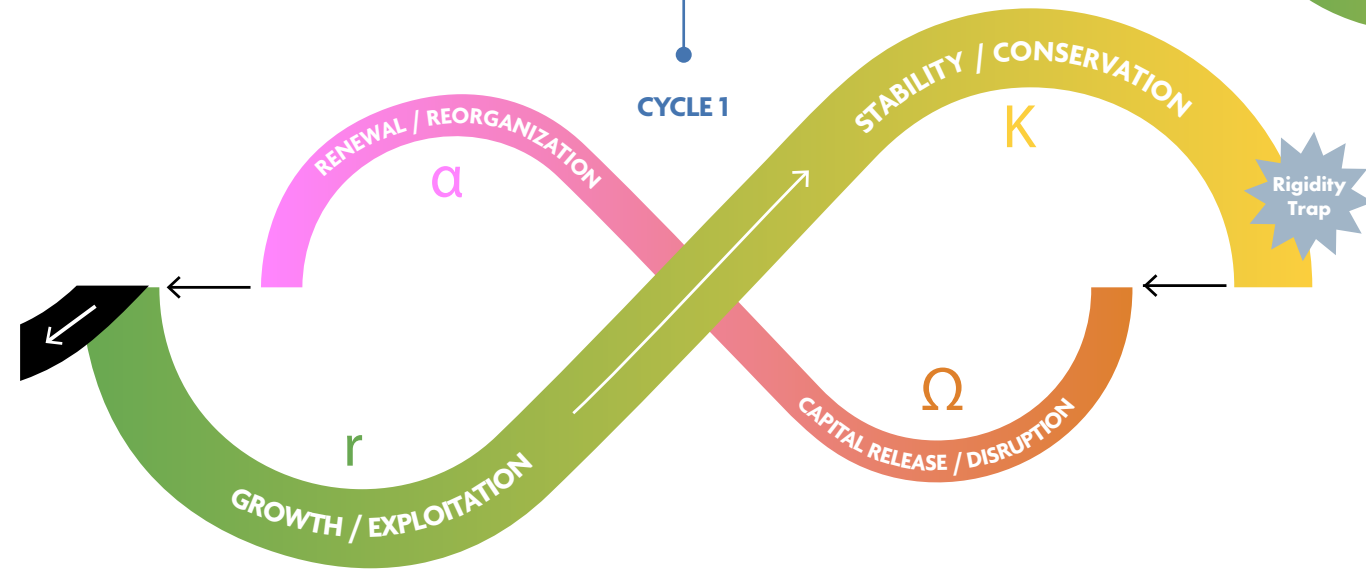 CYCLE 1
STABILITY / CONSERVATION
K
RENEWAL / REORGANIZATION
α
Rigidity
Trap
Ω
CAPITAL RELEASE / DISRUPTION
r
GROWTH / EXPLOITATION